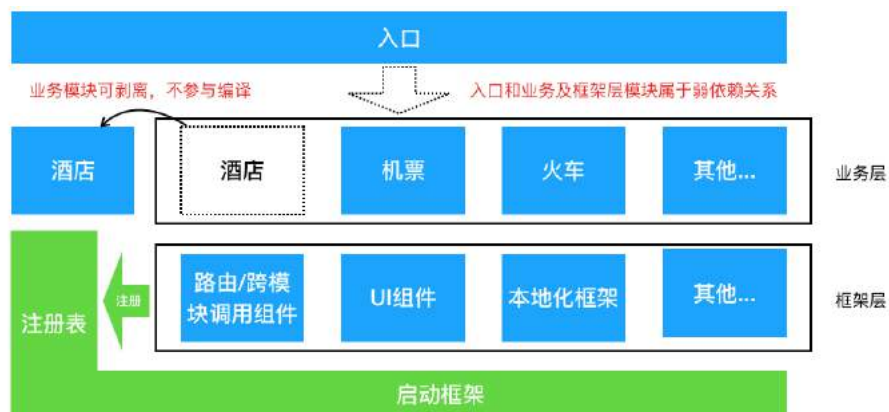 入口
业务模块可剥离，不参与编译
入口和业务及框架层模块属于弱依赖关系
酒店
酒店
机票
火车
其他...
业务层
注册表
注册
路由/跨模
块调用组件
UI组件
本地化框架
其他...
框架层
启动框架